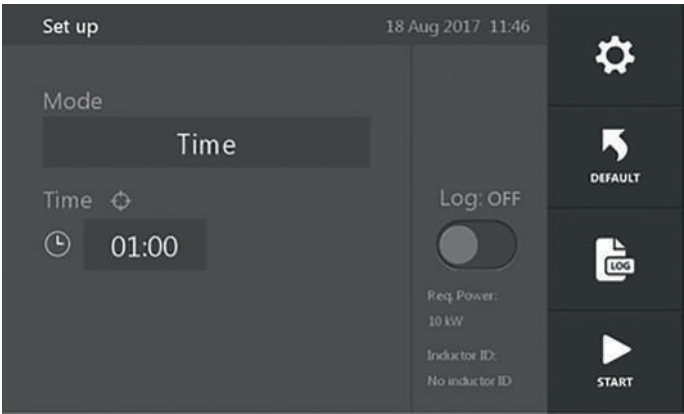 Set up
18 Aug 2017 11:46
Mode
Time
Time
01:00
Log: OFF
Req. Power:
10 kW
Inductor ID:
No inductor ID
DEFAULT
LOG
START